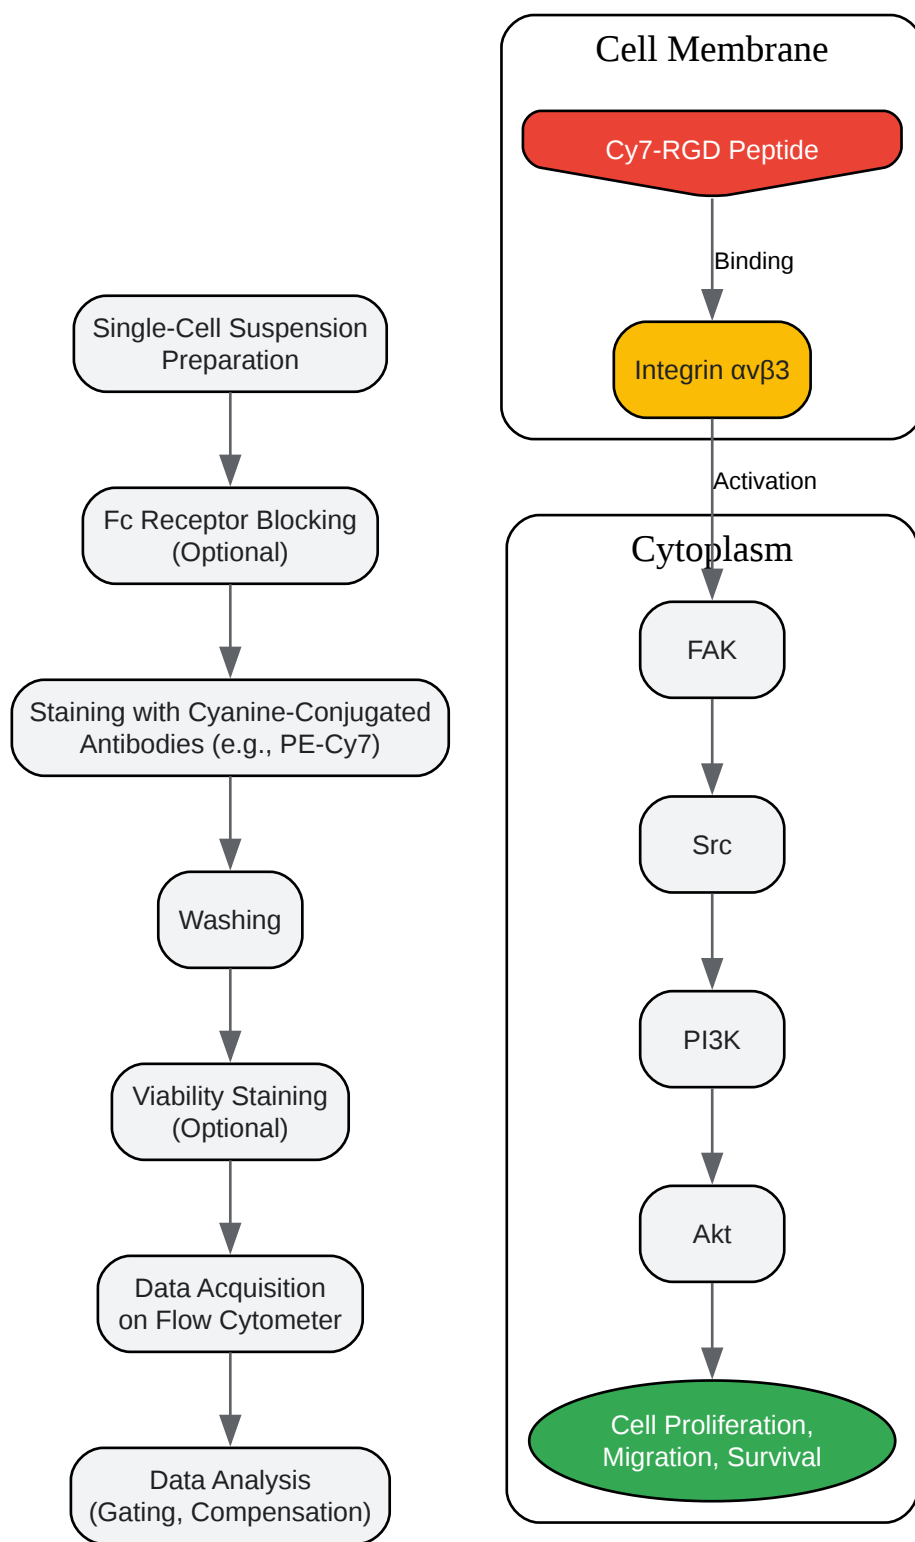 Single-Cell Suspension
Preparation
Fc Receptor Blocking
(Optional)
Staining with Cyanine-Conjugated
Antibodies (e.g., PE-Cy7)
Washing
Viability Staining
(Optional)
Data Acquisition
on Flow Cytometer
Data Analysis
(Gating, Compensation)
Cell Membrane
Cy7-RGD Peptide
Binding
Integrin αvβ3
Activation
Cytoplasm
FAK
Src
PI3K
Akt
Cell Proliferation,
Migration, Survival